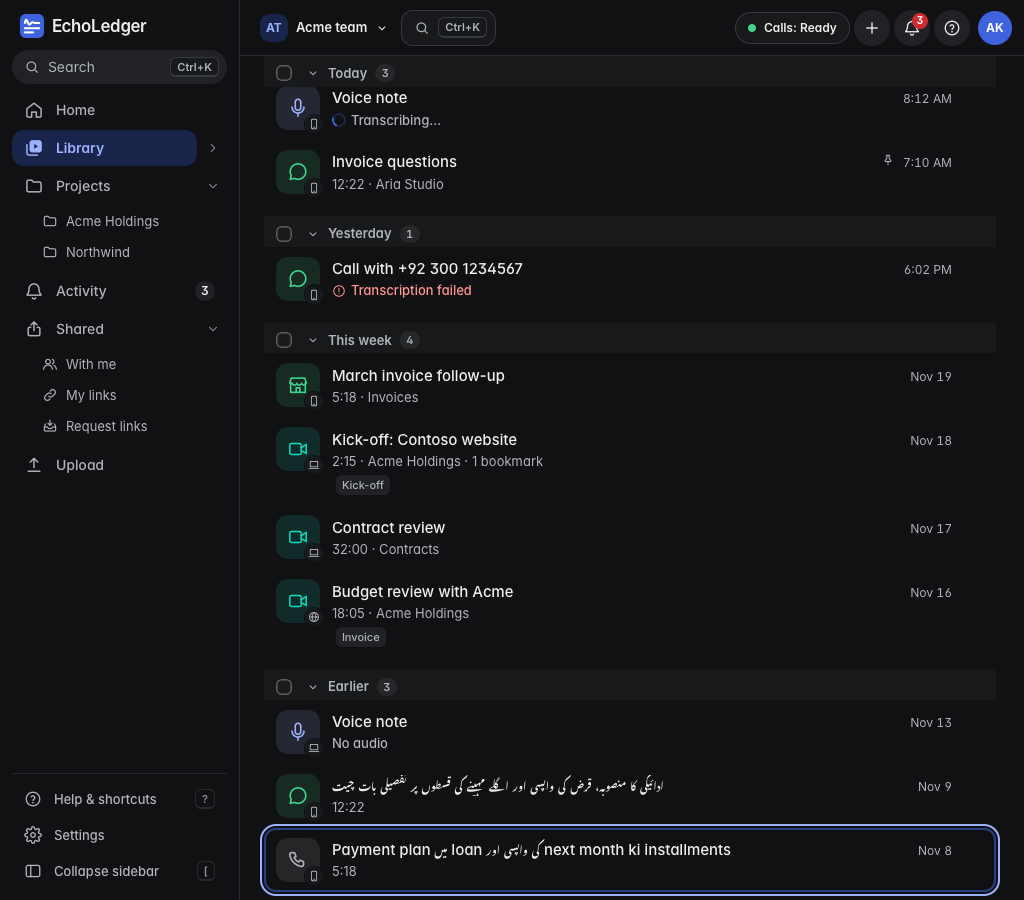 EchoLedger
Search Ctrl+K
Home
Library
Projects
Acme Holdings
Northwind
Activity 3
Shared
With me
My links
Request links
Upload
Help & shortcuts ?
Settings
Collapse sidebar [
AT Acme team Ctrl+K Calls: Ready 3 AK
Today 3
Voice note 8:12 AM
Transcribing...
Invoice questions 7:10 AM
12:22 · Aria Studio
Yesterday 1
Call with +92 300 1234567 6:02 PM
Transcription failed
This week 4
March invoice follow-up Nov 19
5:18 · Invoices
Kick-off: Contoso website Nov 18
2:15 · Acme Holdings · 1 bookmark
Kick-off
Contract review Nov 17
32:00 · Contracts
Budget review with Acme Nov 16
18:05 · Acme Holdings
Invoice
Earlier 3
Voice note Nov 13
No audio
ادائیگی کا منصوبہ، قرض کی واپسی اور اگلے مہینے کی قسطوں پر تفصیلی بات چیت Nov 9
12:22
Payment plan میں loan کی واپسی اور next month ki installments Nov 8
5:18